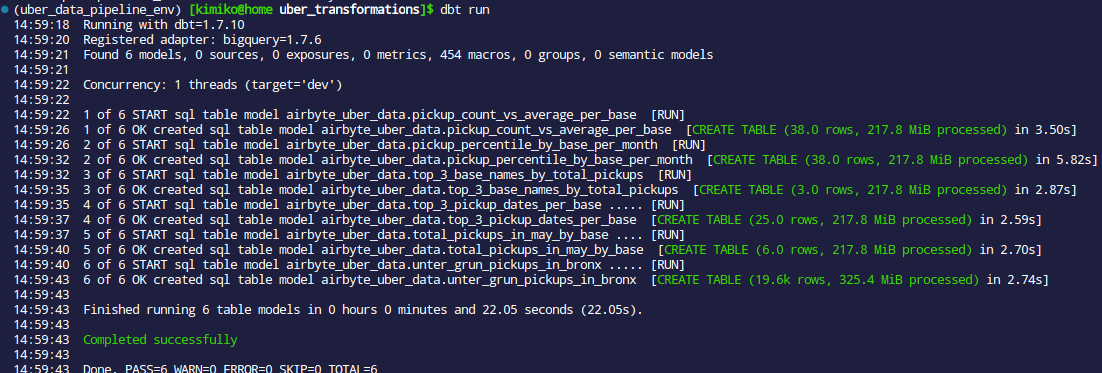 (uber_data_pipeline_env) [kimiko@home uber_transformations]$ dbt run
14:59:18 Running with dbt=1.7.10
14:59:20 Registered adapter: bigquery=1.7.6
14:59:21 Found 6 models, 0 sources, 0 exposures, 0 metrics, 454 macros, 0 groups, 0 semantic models
14:59:21
14:59:22 Concurrency: 1 threads (target='dev')
14:59:22
14:59:22 1 of 6 START sql table model airbyte_uber_data.pickup_count_vs_average_per_base [RUN]
14:59:26 1 of 6 OK created sql table model airbyte_uber_data.pickup_count_vs_average_per_base [CREATE TABLE (38.0 rows, 217.8 MiB processed) in 3.50s]
14:59:26 2 of 6 START sql table model airbyte_uber_data.pickup_percentile_by_base_per_month [RUN]
14:59:32 2 of 6 OK created sql table model airbyte_uber_data.pickup_percentile_by_base_per_month [CREATE TABLE (38.0 rows, 217.8 MiB processed) in 5.82s]
14:59:32 3 of 6 START sql table model airbyte_uber_data.top_3_base_names_by_total_pickups [RUN]
14:59:35 3 of 6 OK created sql table model airbyte_uber_data.top_3_base_names_by_total_pickups [CREATE TABLE (3.0 rows, 217.8 MiB processed) in 2.87s]
14:59:35 4 of 6 START sql table model airbyte_uber_data.top_3_pickup_dates_per_base ..... [RUN]
14:59:37 4 of 6 OK created sql table model airbyte_uber_data.top_3_pickup_dates_per_base [CREATE TABLE (25.0 rows, 217.8 MiB processed) in 2.59s]
14:59:37 5 of 6 START sql table model airbyte_uber_data.total_pickups_in_may_by_base .... [RUN]
14:59:40 5 of 6 OK created sql table model airbyte_uber_data.total_pickups_in_may_by_base [CREATE TABLE (6.0 rows, 217.8 MiB processed) in 2.70s]
14:59:40 6 of 6 START sql table model airbyte_uber_data.unter_grun_pickups_in_bronx ..... [RUN]
14:59:43 6 of 6 OK created sql table model airbyte_uber_data.unter_grun_pickups_in_bronx [CREATE TABLE (19.6k rows, 325.4 MiB processed) in 2.74s]
14:59:43
14:59:43 Finished running 6 table models in 0 hours 0 minutes and 22.05 seconds (22.05s).
14:59:43
14:59:43 Completed successfully
14:59:43
14:59:43 Done. PASS=6 WARN=0 ERROR=0 SKIP=0 TOTAL=6